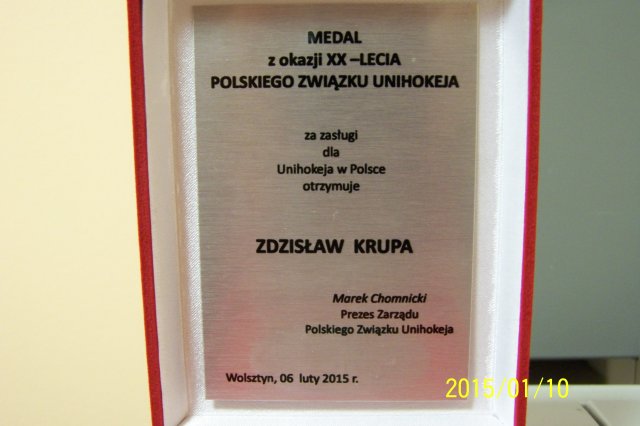 MEDAL
z okazji XX –LECIA
POLSKIEGO ZWIĄZKU UNIHOKEJA
za zasługi
dla
Unihokeja w Polsce
otrzymuje
ZDZISŁAW KRUPA
Marek Chomnicki
Prezes Zarządu
Polskiego Związku Unihokeja
Wolsztyn, 06 luty 2015 r.
2015/01/10